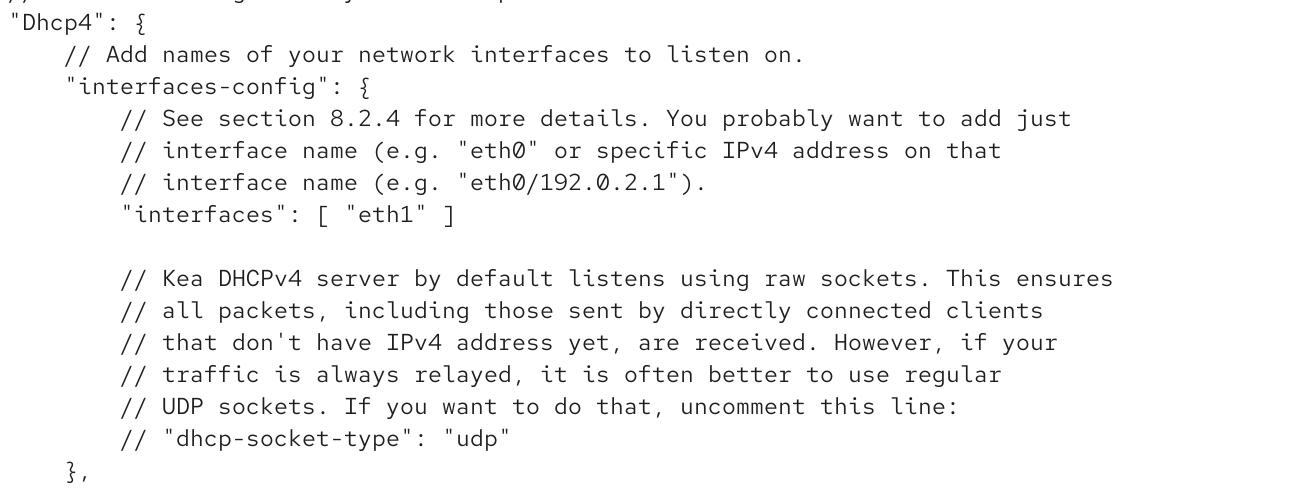 "Dhcp4": {
    // Add names of your network interfaces to listen on.
    "interfaces-config": {
        // See section 8.2.4 for more details. You probably want to add just
        // interface name (e.g. "eth0" or specific IPv4 address on that
        // interface name (e.g. "eth0/192.0.2.1").
        "interfaces": [ "eth1" ]

        // Kea DHCPv4 server by default listens using raw sockets. This ensures
        // all packets, including those sent by directly connected clients
        // that don't have IPv4 address yet, are received. However, if your
        // traffic is always relayed, it is often better to use regular
        // UDP sockets. If you want to do that, uncomment this line:
        // "dhcp-socket-type": "udp"
    },